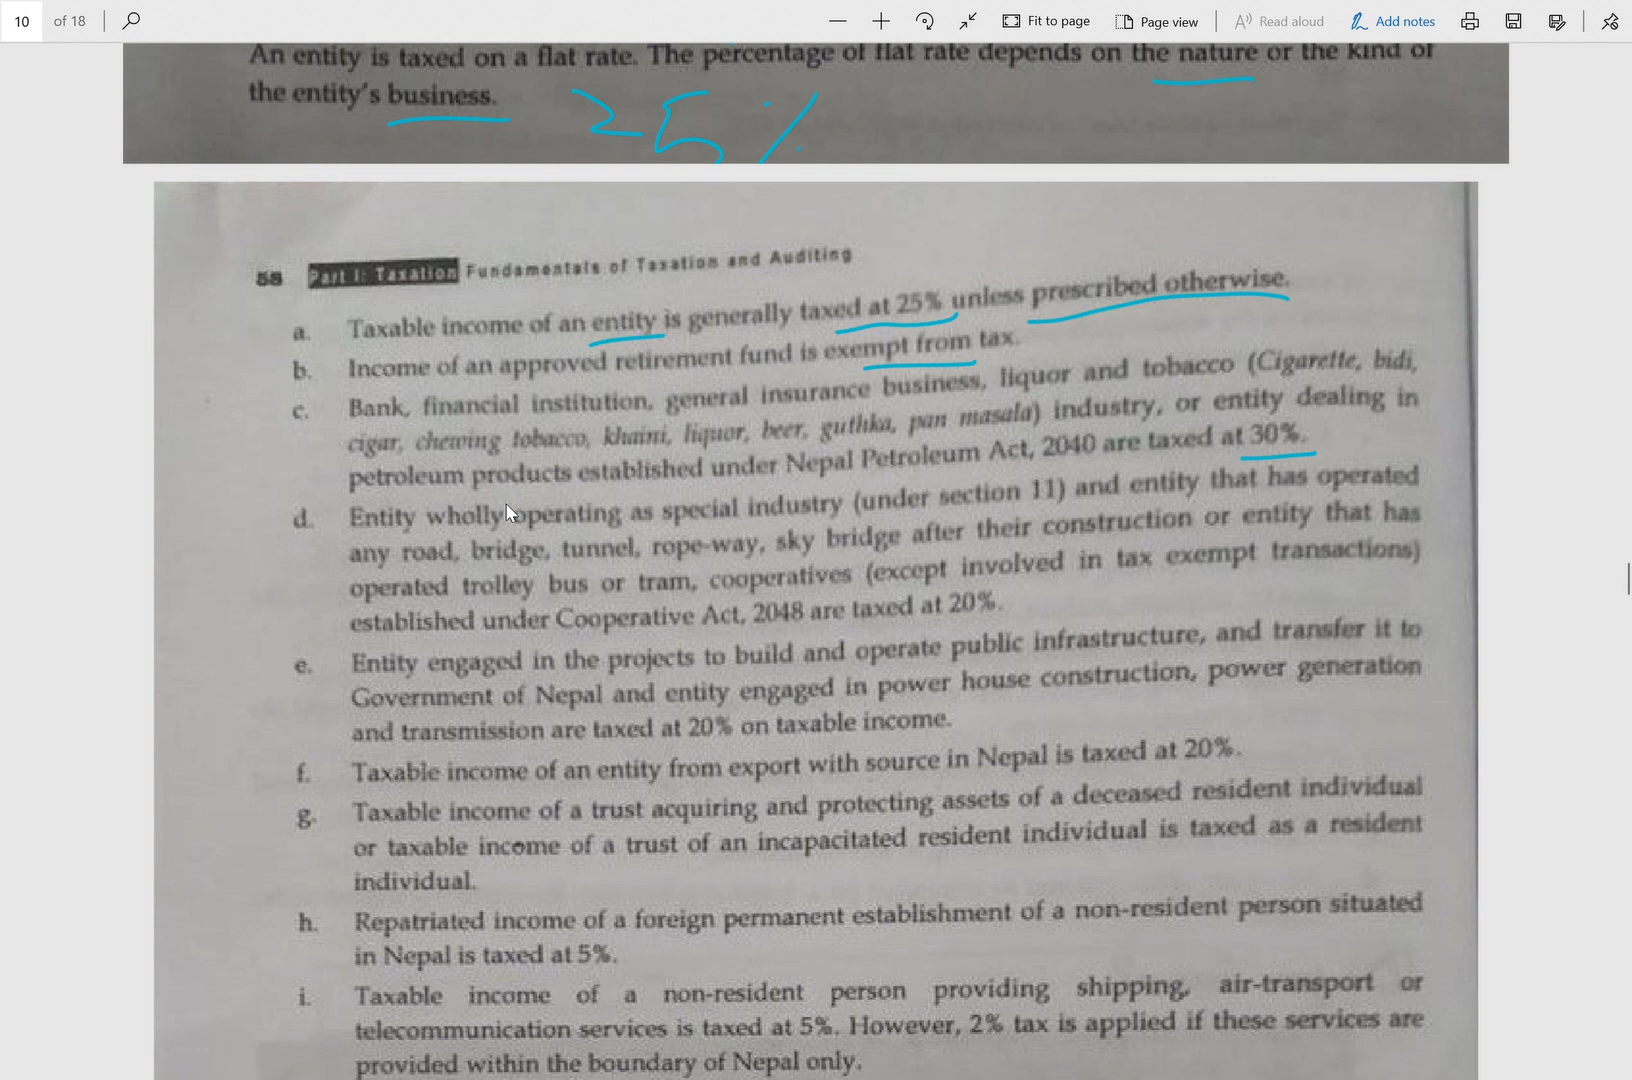 10 of 18 Fit to page Page view Read aloud Add notes
An entity is taxed on a flat rate. The percentage of flat rate depends on the nature or the kind of
the entity's business. 25%
58 Part I: Taxation Fundamentals of Taxation and Auditing
a. Taxable income of an entity is generally taxed at 25% unless prescribed otherwise.
b. Income of an approved retirement fund is exempt from tax.
c. Bank, financial institution, general insurance business, liquor and tobacco (Cigarette, bidi,
cigar, chewing tobacco, khaini, liquor, beer, guthka, pan masala) industry, or entity dealing in
petroleum products established under Nepal Petroleum Act, 2040 are taxed at 30%.
d. Entity wholly operating as special industry (under section 11) and entity that has operated
any road, bridge, tunnel, rope-way, sky bridge after their construction or entity that has
operated trolley bus or tram, cooperatives (except involved in tax exempt transactions)
established under Cooperative Act, 2048 are taxed at 20%.
e. Entity engaged in the projects to build and operate public infrastructure, and transfer it to
Government of Nepal and entity engaged in power house construction, power generation
and transmission are taxed at 20% on taxable income.
f. Taxable income of an entity from export with source in Nepal is taxed at 20%.
g. Taxable income of a trust acquiring and protecting assets of a deceased resident individual
or taxable income of a trust of an incapacitated resident individual is taxed as a resident
individual.
h. Repatriated income of a foreign permanent establishment of a non-resident person situated
in Nepal is taxed at 5%.
i. Taxable income of a non-resident person providing shipping, air-transport or
telecommunication services is taxed at 5%. However, 2% tax is applied if these services are
provided within the boundary of Nepal only.